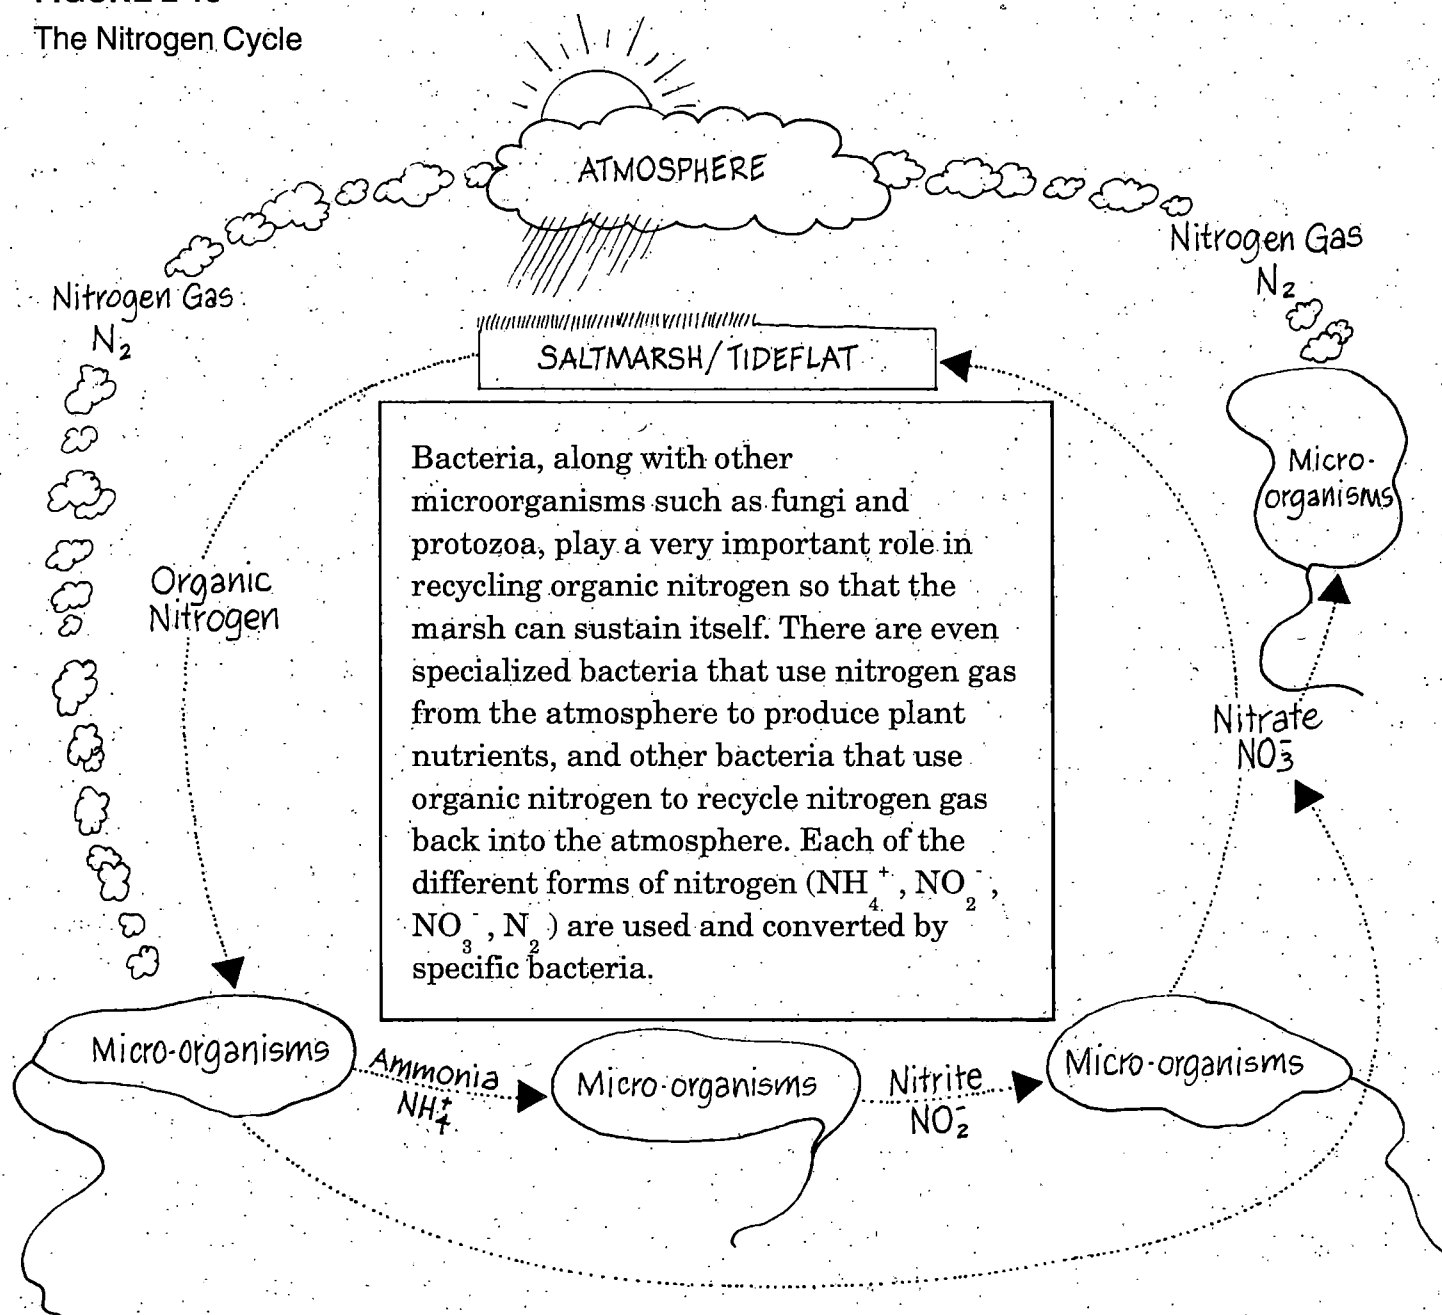 The Nitrogen Cycle
ATMOSPHERE
Nitrogen Gas
N₂
Nitrogen Gas
N₂
SALTMARSH/TIDEFLAT
Micro-
organisms
Bacteria, along with other
microorganisms such as fungi and
protozoa, play a very important role in
recycling organic nitrogen so that the
marsh can sustain itself. There are even
specialized bacteria that use nitrogen gas
from the atmosphere to produce plant
nutrients, and other bacteria that use
organic nitrogen to recycle nitrogen gas
back into the atmosphere. Each of the
different forms of nitrogen (NH₄⁺, NO₂⁻,
NO₃⁻, N₂) are used and converted by
specific bacteria.
Organic
Nitrogen
Nitrate
NO₃⁻
Micro-organisms
Ammonia
NH₄⁺
Micro-organisms
Nitrite
NO₂⁻
Micro-organisms